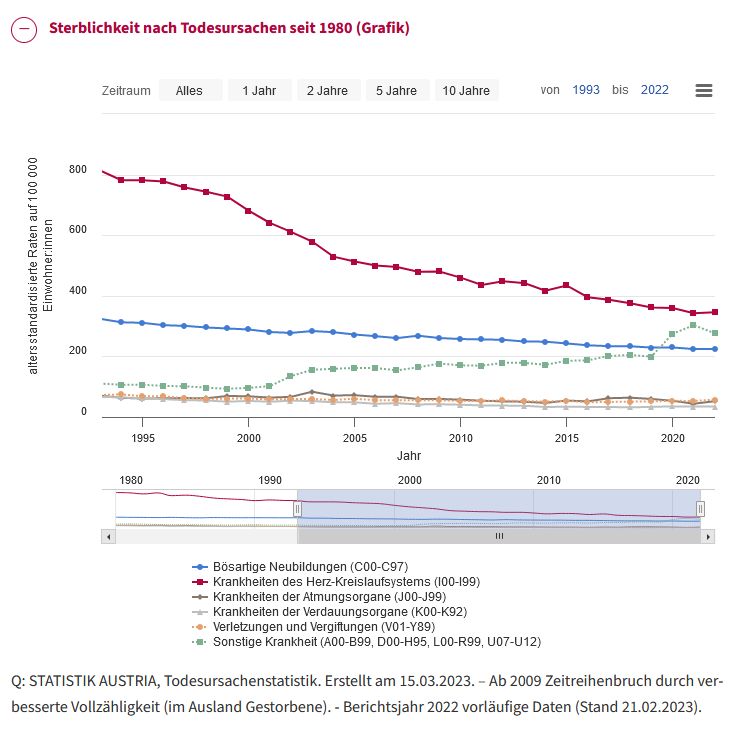 Sterblichkeit nach Todesursachen seit 1980 (Grafik)
Zeitraum Alles 1 Jahr 2 Jahre 5 Jahre 10 Jahre von 1993 bis 2022
altersstandardisierte Raten auf 100 000
Einwohner:innen
800
600
400
200
0
1995 2000 2005 2010 2015 2020
Jahr
1980 1990 2000 2010 2020
Bösartige Neubildungen (C00-C97)
Krankheiten des Herz-Kreislaufsystems (I00-I99)
Krankheiten der Atmungsorgane (J00-J99)
Krankheiten der Verdauungsorgane (K00-K92)
Verletzungen und Vergiftungen (V01-Y89)
Sonstige Krankheit (A00-B99, D00-H95, L00-R99, U07-U12)
Q: STATISTIK AUSTRIA, Todesursachenstatistik. Erstellt am 15.03.2023. – Ab 2009 Zeitreihenbruch durch ver-
besserte Vollzähligkeit (im Ausland Gestorbene). - Berichtsjahr 2022 vorläufige Daten (Stand 21.02.2023).